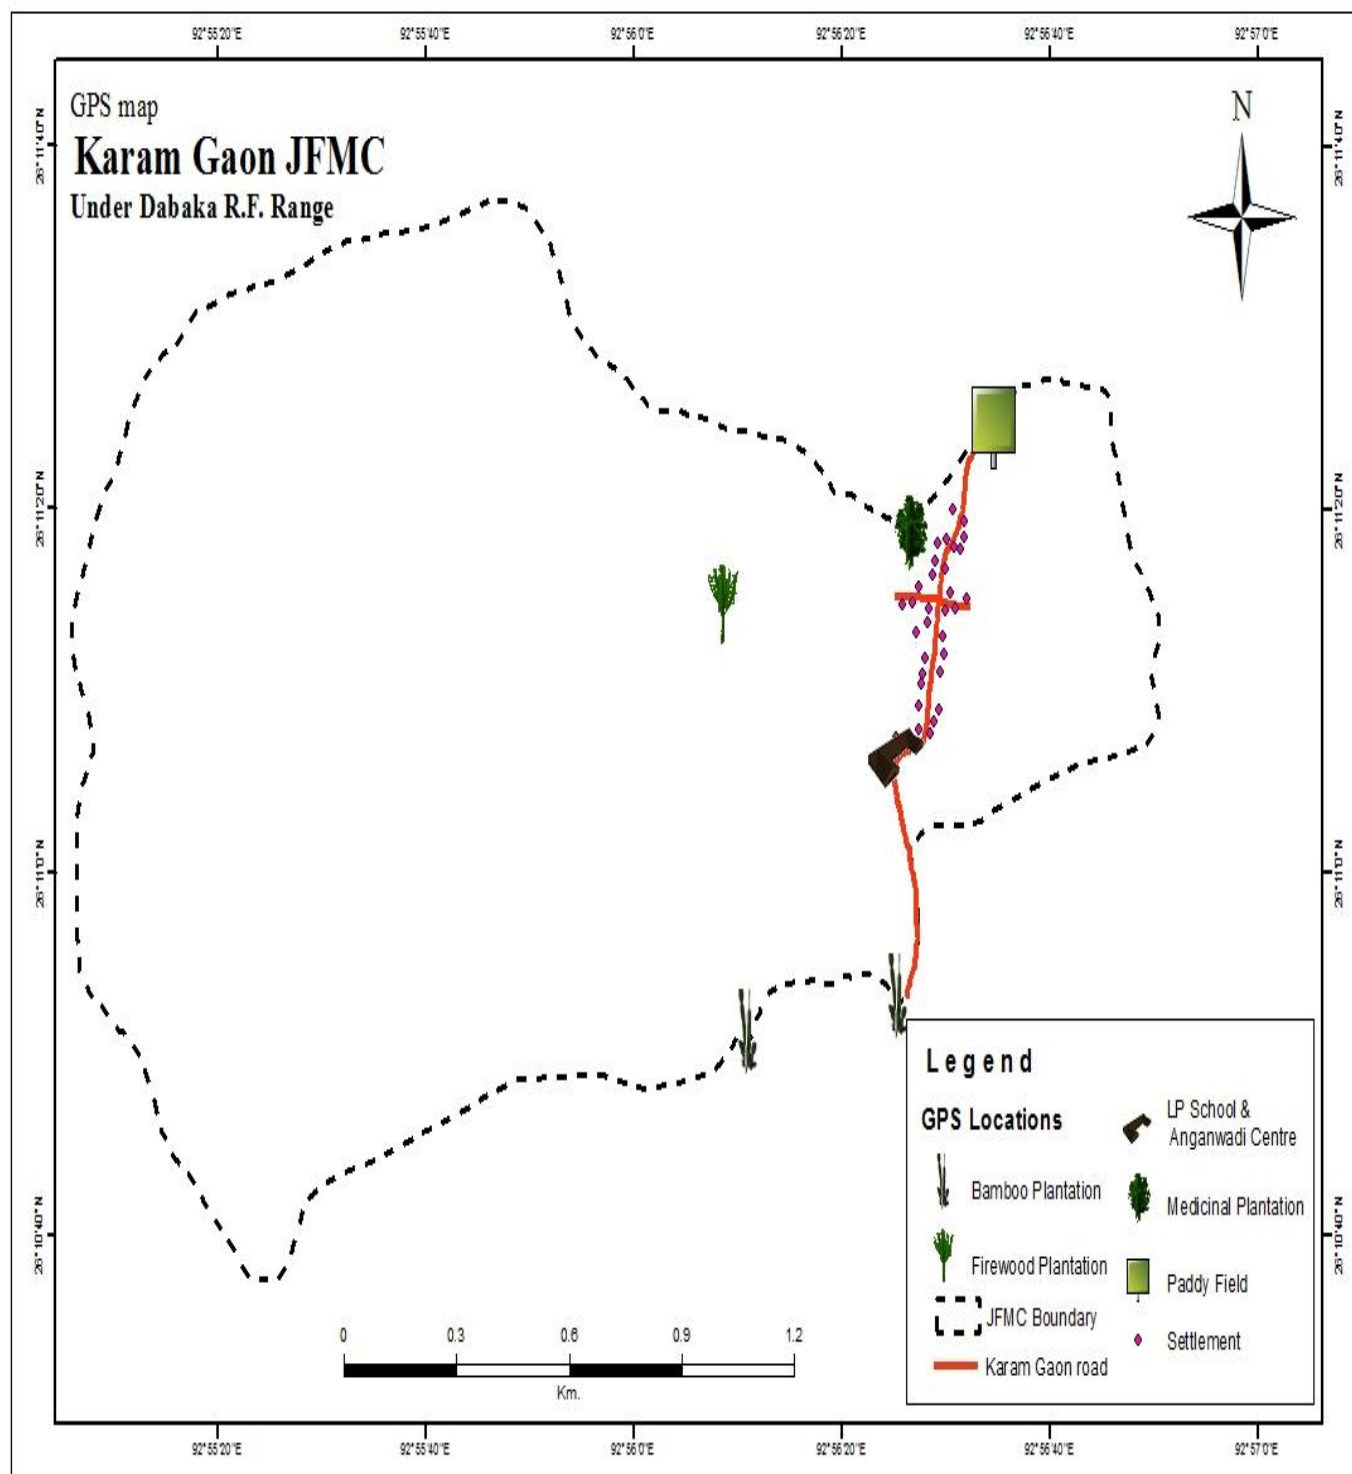 92°55'20"E 92°55'40"E 92°56'0"E 92°56'20"E 92°56'40"E 92°57'0"E
GPS map
Karam Gaon JFMC
Under Dabaka R.F. Range
N
26°11'40"N
26°11'20"N
26°11'0"N
26°10'40"N
26°11'40"N
26°11'20"N
26°11'0"N
26°10'40"N
Legend
GPS Locations
Bamboo Plantation
Firewood Plantation
JFMC Boundary
Karam Gaon road
LP School &
Anganwadi Centre
Medicinal Plantation
Paddy Field
Settlement
0 0.3 0.6 0.9 1.2
Km.
92°55'20"E 92°55'40"E 92°56'0"E 92°56'20"E 92°56'40"E 92°57'0"E